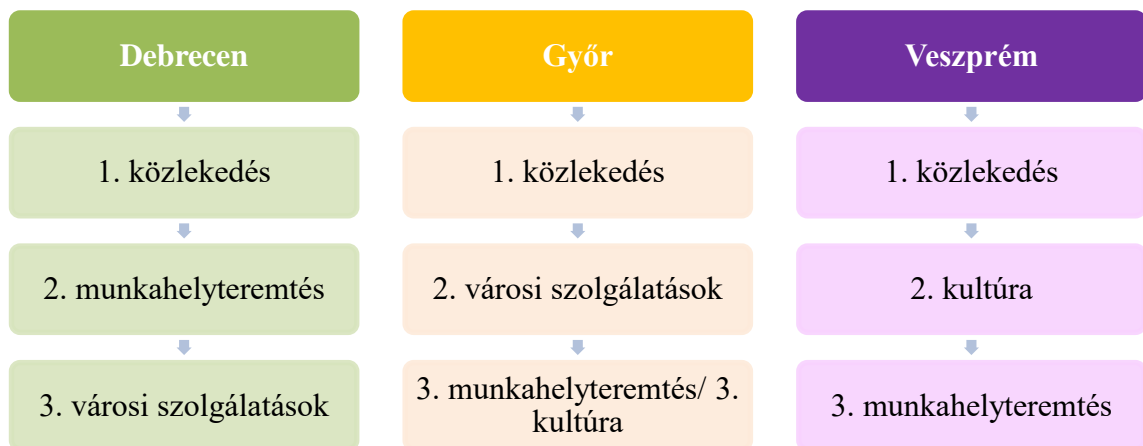 Debrecen
1. közlekedés
2. munkahelyteremtés
3. városi szolgálatások
Győr
1. közlekedés
2. városi szolgálatások
3. munkahelyteremtés/ 3.
kultúra
Veszprém
1. közlekedés
2. kultúra
3. munkahelyteremtés